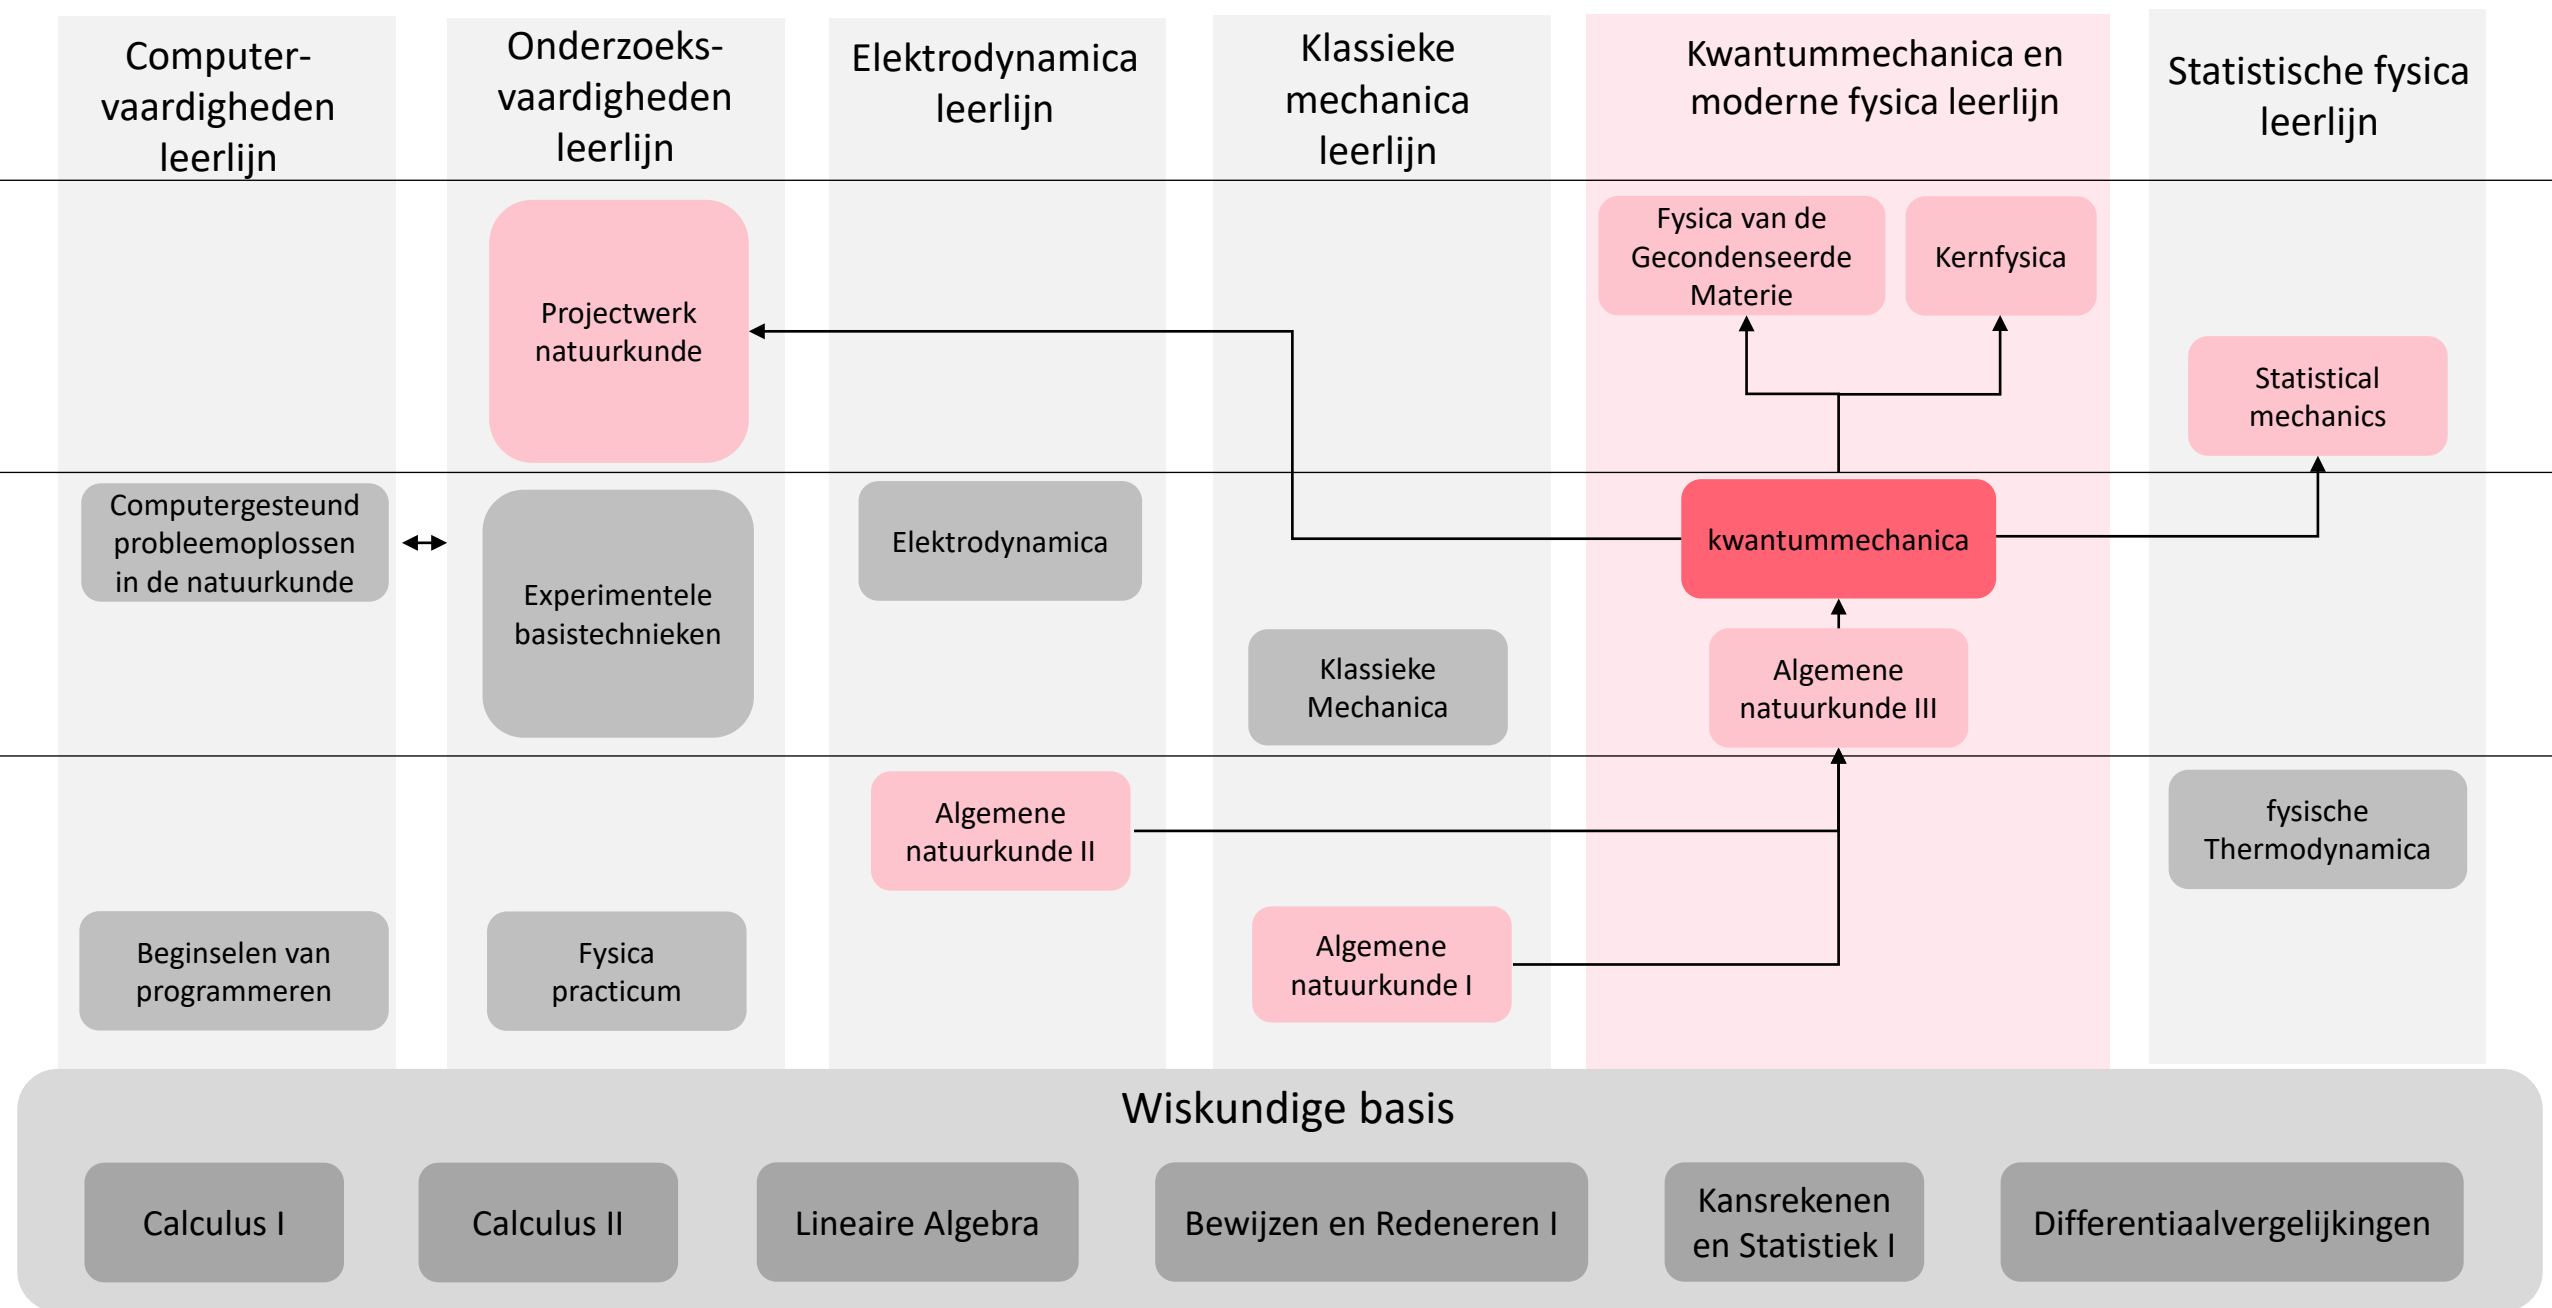 Computer-
vaardigheden
leerlijn
Onderzoeks-
vaardigheden
leerlijn
Elektrodynamica
leerlijn
Klassieke
mechanica
leerlijn
Kwantummechanica en
moderne fysica leerlijn
Statistische fysica
leerlijn
Projectwerk
natuurkunde
Fysica van de
Gecondenseerde
Materie
Kernfysica
Statistical
mechanics
Computergesteund
probleemoplossen
in de natuurkunde
Experimentele
basistechnieken
Elektrodynamica
Klassieke
Mechanica
kwantummechanica
Algemene
natuurkunde III
Algemene
natuurkunde II
fysische
Thermodynamica
Beginselen van
programmeren
Fysica
practicum
Algemene
natuurkunde I
Wiskundige basis
Calculus I
Calculus II
Lineaire Algebra
Bewijzen en Redeneren I
Kansrekenen
en Statistiek I
Differentiaalvergelijkingen